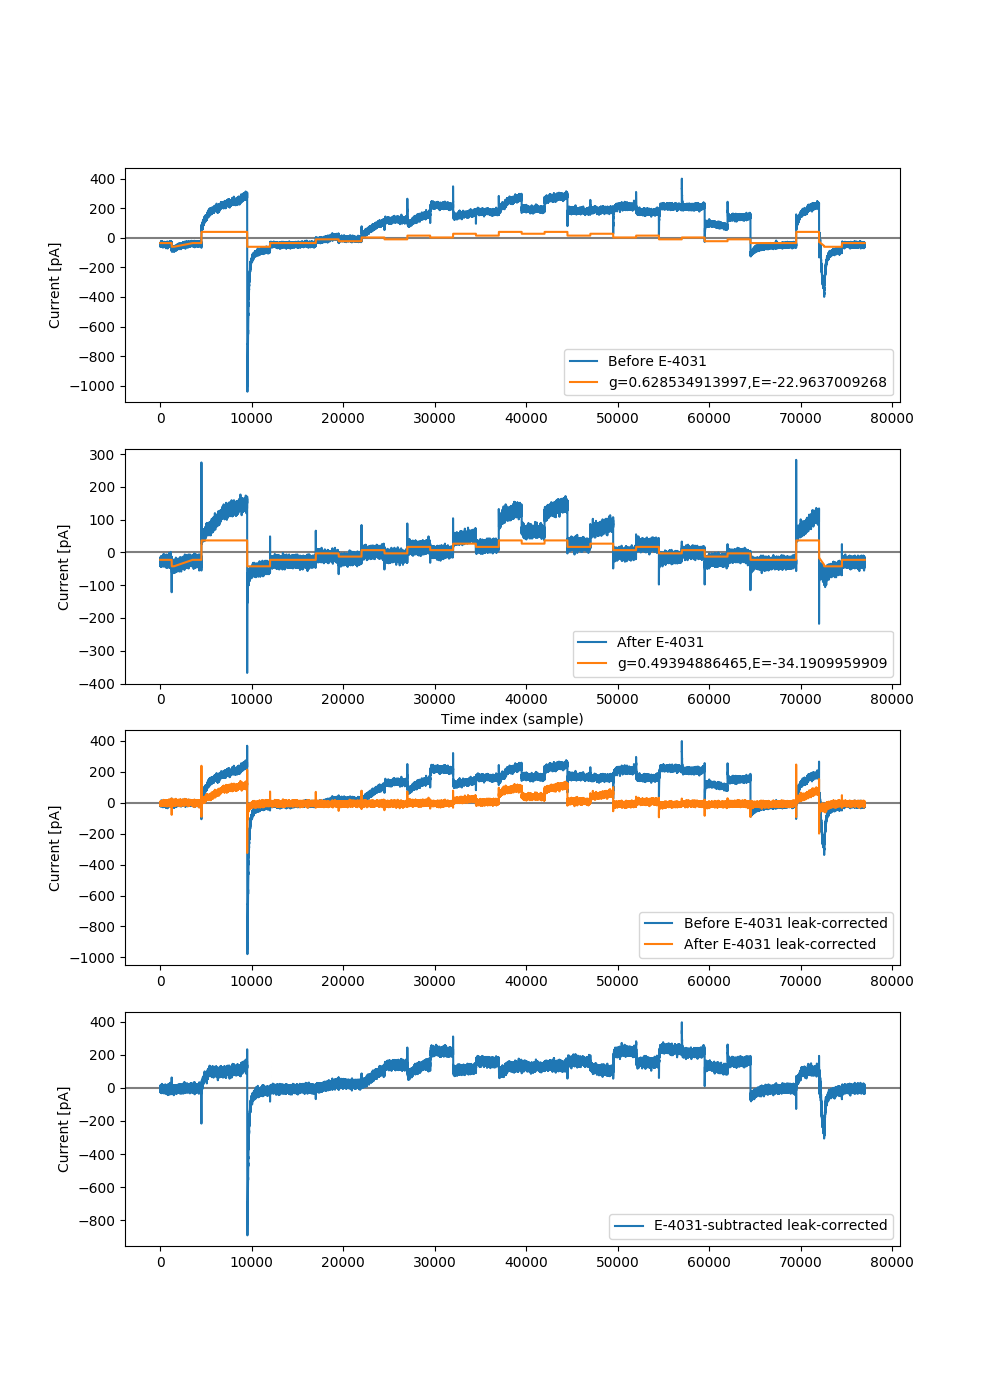 400
200
0
−200
−400
−600
−800
−1000
Current [pA]
Before E-4031
g=0.628534913997,E=-22.9637009268
0 10000 20000 30000 40000 50000 60000 70000 80000
300
200
100
0
−100
−200
−300
−400
Current [pA]
After E-4031
g=0.49394886465,E=-34.1909959909
0 10000 20000 30000 40000 50000 60000 70000 80000
Time index (sample)
400
200
0
−200
−400
−600
−800
−1000
Current [pA]
Before E-4031 leak-corrected
After E-4031 leak-corrected
0 10000 20000 30000 40000 50000 60000 70000 80000
400
200
0
−200
−400
−600
−800
Current [pA]
E-4031-subtracted leak-corrected
0 10000 20000 30000 40000 50000 60000 70000 80000